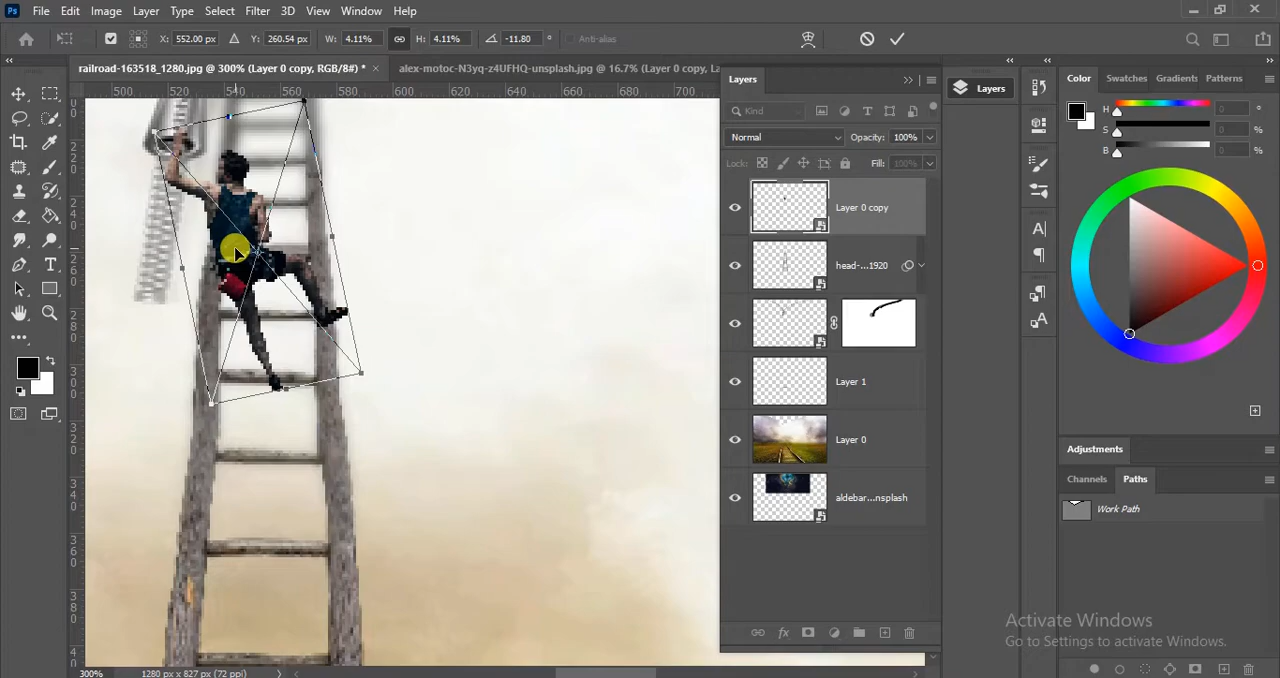 Ps File Edit Image Layer Type Select Filter 3D View Window Help
X: 552.00 px Y: 260.54 px W: 4.11% H: 4.11% -11.80 ° Anti-alias
railroad-163518_1280.jpg @ 300% (Layer 0 copy, RGB/8#) * × alex-motoc-N3yq-z4UFHQ-unsplash.jpg @ 16.7% (Layer 0 copy, La
500 520 540 560 580 600 620 640 660 680 700
Layers
Kind
Normal Opacity: 100%
Lock: Fill: 100%
Layer 0 copy
head-...1920
Layer 1
Layer 0
aldebar...nsplash
Layers
Color Swatches Gradients Patterns
H
S
B
%
%
Adjustments
Channels Paths
Work Path
Activate Windows
Go to Settings to activate Windows.
300% 1280 px x 827 px (72 ppi)